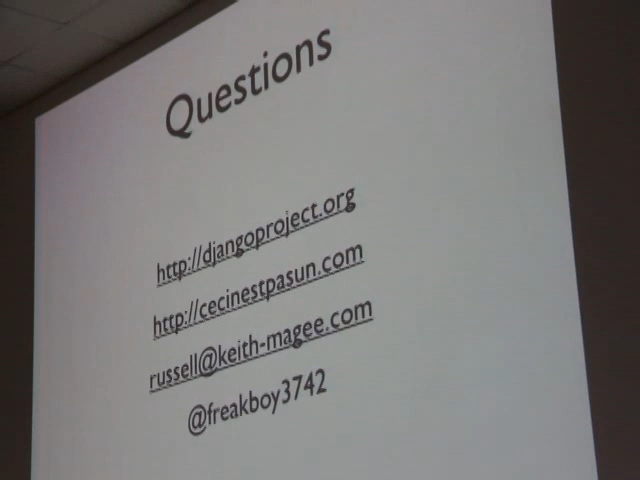 Questions
http://djangoproject.org
http://cecinestpasun.com
russell@keith-magee.com
@freakboy3742